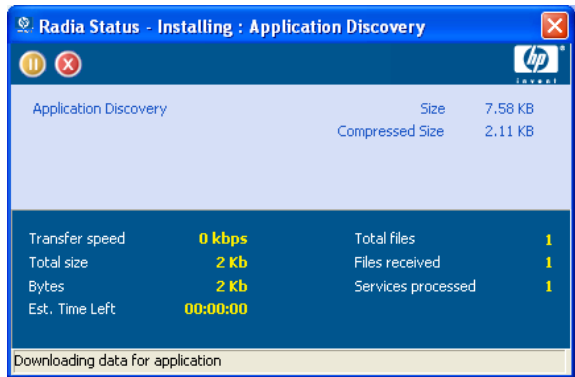 Radia Status - Installing : Application Discovery
hp
invent
Application Discovery Size 7.58 KB
Compressed Size 2.11 KB
Transfer speed 0 kbps Total files 1
Total size 2 Kb Files received 1
Bytes 2 Kb Services processed 1
Est. Time Left 00:00:00
Downloading data for application